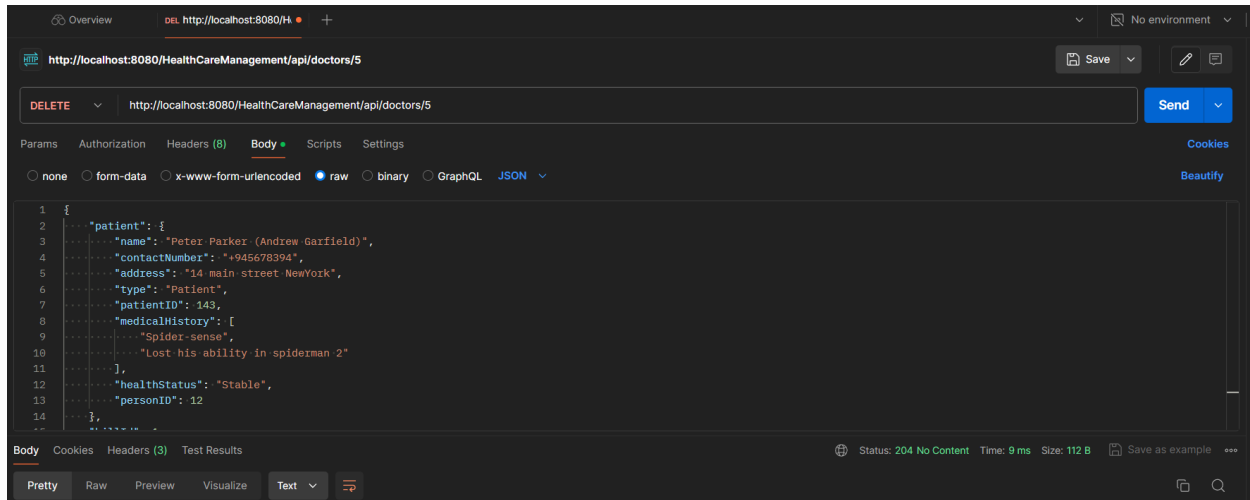 Overview DEL http://localhost:8080/H No environment
HTTP http://localhost:8080/HealthCareManagement/api/doctors/5 Save
DELETE http://localhost:8080/HealthCareManagement/api/doctors/5 Send
Params Authorization Headers (8) Body Scripts Settings Cookies
none form-data x-www-form-urlencoded raw binary GraphQL JSON Beautify
1 {
2 "patient": {
3 "name": "Peter Parker (Andrew Garfield)",
4 "contactNumber": "+945678394",
5 "address": "14 main street NewYork",
6 "type": "Patient",
7 "patientID": 143,
8 "medicalHistory": [
9 "Spider-sense",
10 "Lost his ability in spiderman 2"
11 ],
12 "healthStatus": "Stable",
13 "personID": 12
14 },
Body Cookies Headers (3) Test Results Status: 204 No Content Time: 9 ms Size: 112 B Save as example
Pretty Raw Preview Visualize Text